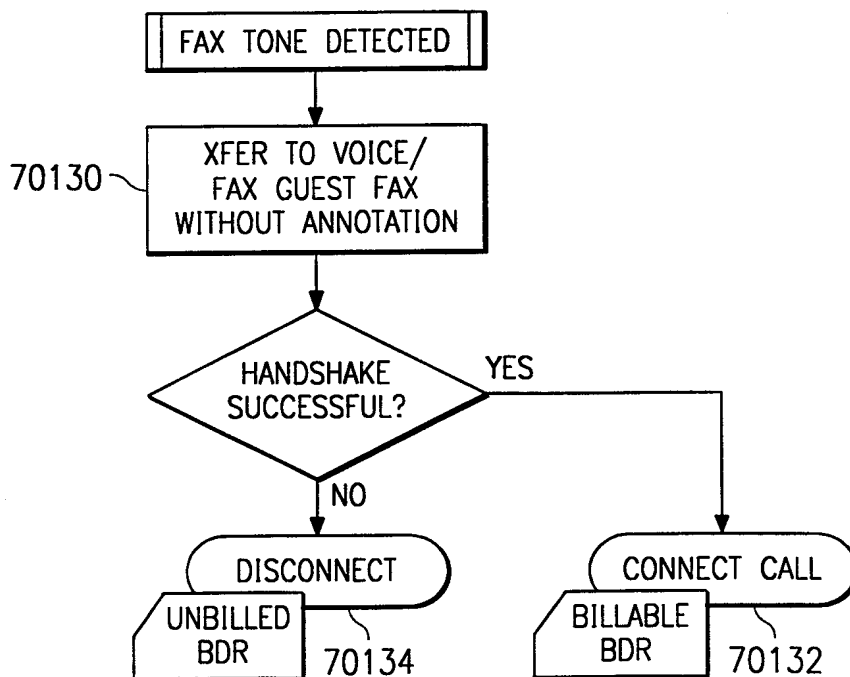 FAX TONE DETECTED
70130
XFER TO VOICE/
FAX GUEST FAX
WITHOUT ANNOTATION
HANDSHAKE
SUCCESSFUL?
YES
NO
DISCONNECT
UNBILLED
BDR
70134
CONNECT CALL
BILLABLE
BDR
70132